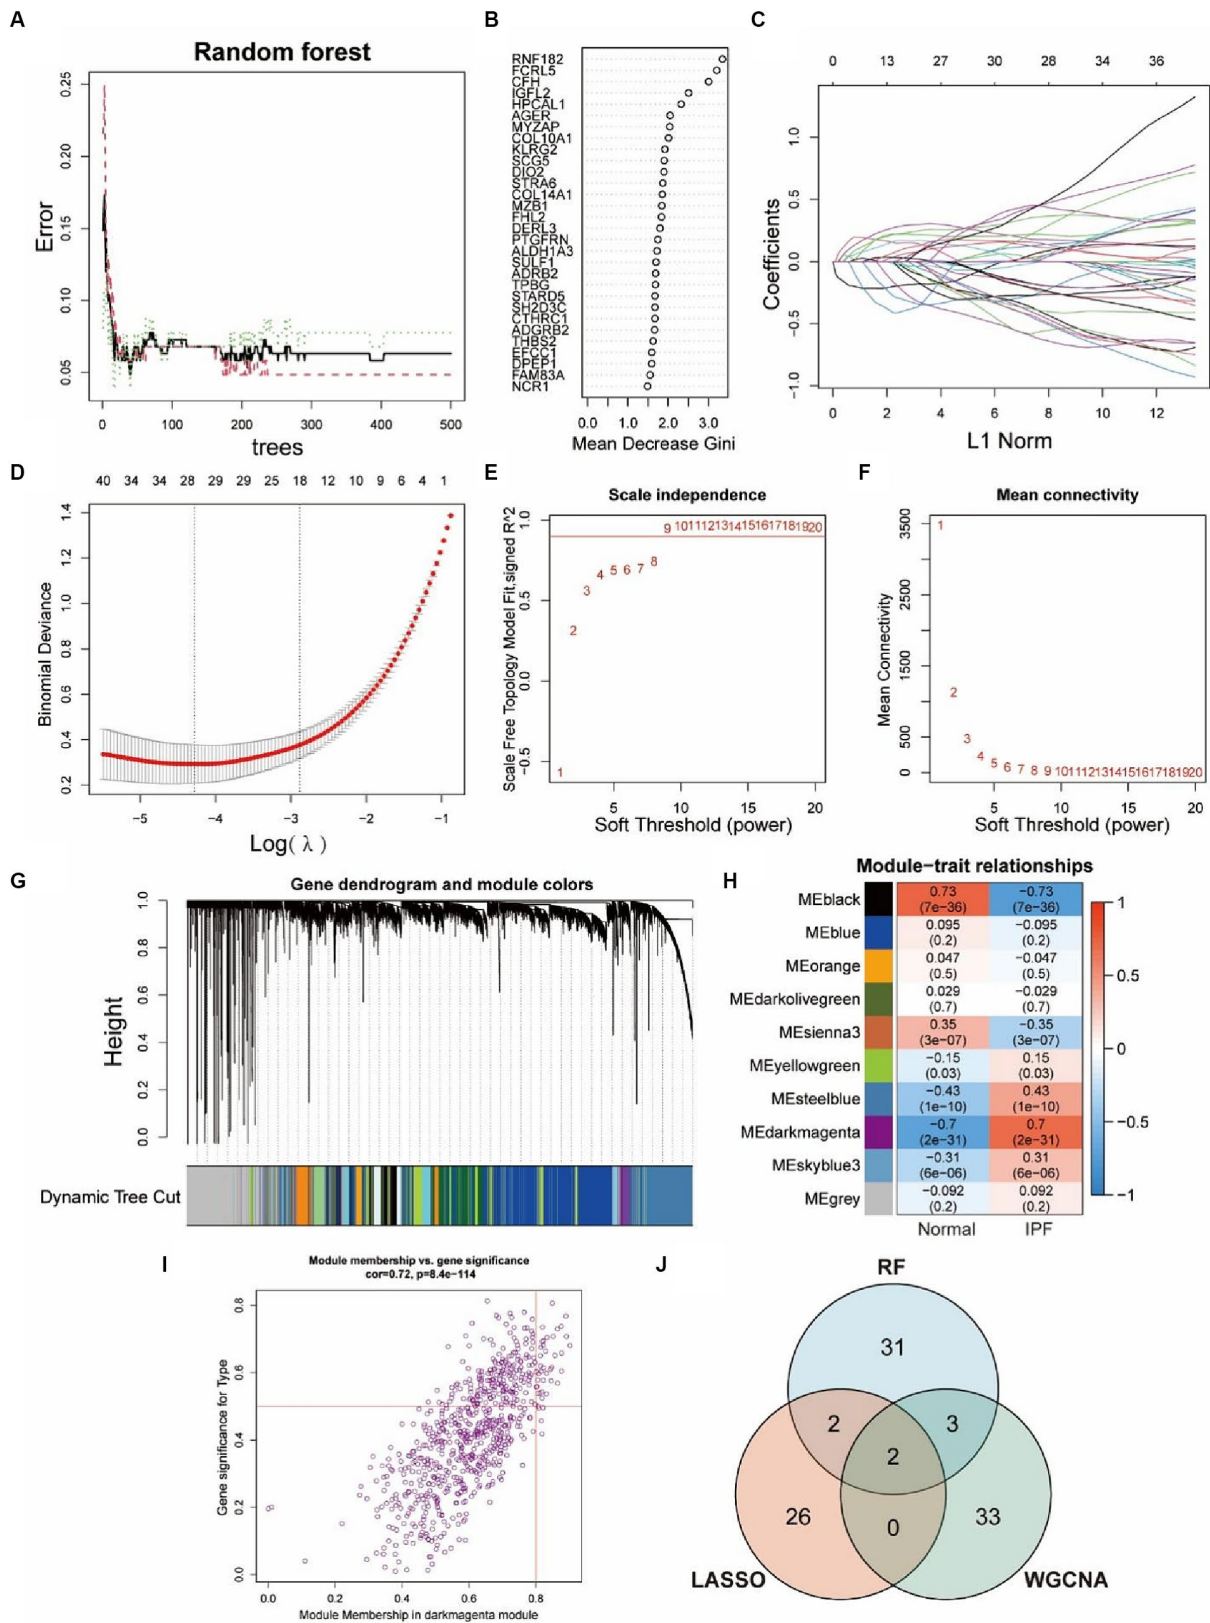 A
Random forest
Error
0.25
0.20
0.15
0.10
0.05
0 100 200 300 400 500
trees
B
RNF182
FCRL5
CFH
IGFL2
HPCAL1
AGER
MYZAP
COL10A1
KLRG2
SCG5
DIO2
STRA6
COL14A1
MZB1
FHL2
DERL3
PTGFRN
ALDH1A3
SULF1
ADRB2
TPBG
STARD5
SH2D3C
CTHRC1
ADGRB2
THBS2
EFCC1
DPEP1
FAM83A
NCR1
0.0 1.0 2.0 3.0
Mean Decrease Gini
C
0 13 27 30 28 34 36
Coefficients
1.0
0.5
0.0
−0.5
−1.0
0 2 4 6 8 10 12
L1 Norm
D
40 34 34 28 29 29 25 18 12 10 9 6 4 1
Binomial Deviance
1.4
1.2
1.0
0.8
0.6
0.4
0.2
−5 −4 −3 −2 −1
Log( λ )
E
Scale independence
Scale Free Topology Model Fit,signed R^2
1.0
0.5
0.0
−0.5
1 2 3 4 5 6 7 8 9 10 11 12 13 14 15 16 17 18 19 20
5 10 15 20
Soft Threshold (power)
F
Mean connectivity
Mean Connectivity
3500
2500
1500
500
0
1 2 3 4 5 6 7 8 9 10 11 12 13 14 15 16 17 18 19 20
5 10 15 20
Soft Threshold (power)
G
Gene dendrogram and module colors
Height
1.0
0.8
0.6
0.4
0.2
0.0
Dynamic Tree Cut
H
Module−trait relationships
MEblack 0.73 −0.73
(7e−36) (7e−36)
MEblue 0.095 −0.095
(0.2) (0.2)
MEorange 0.047 −0.047
(0.5) (0.5)
MEdarkolivegreen 0.029 −0.029
(0.7) (0.7)
MEsienna3 0.35 −0.35
(3e−07) (3e−07)
MEyellowgreen −0.15 0.15
(0.03) (0.03)
MEsteelblue −0.43 0.43
(1e−10) (1e−10)
MEdarkmagenta −0.7 0.7
(2e−31) (2e−31)
MEskyblue3 −0.31 0.31
(6e−06) (6e−06)
MEgrey −0.092 0.092
(0.2) (0.2)
Normal IPF
1
0.5
0
−0.5
−1
I
Module membership vs. gene significance
cor=0.72, p=8.4e−114
Gene significance for Type
0.8
0.6
0.4
0.2
0.0
0.0 0.2 0.4 0.6 0.8
Module Membership in darkmagenta module
J
RF
31
2
3
2
26
0
33
LASSO
WGCNA